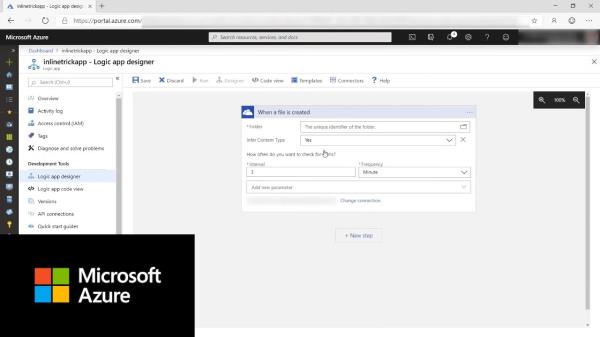 inlinetrickapp - Logic app design
https://portal.azure.com/
Microsoft Azure
Search resources, services, and docs
Dashboard > inlinetrickapp - Logic app designer
inlinetrickapp - Logic app designer
Logic app
Search (Ctrl+/)
Save Discard Run Designer Code view Templates Connectors Help
Overview
Activity log
Access control (IAM)
Tags
Diagnose and solve problems
Development Tools
Logic app designer
Logic app code view
Versions
API connections
Quick start guides
100%
When a file is created
* Folder
The unique identifier of the folder.
Infer Content Type
Yes
How often do you want to check for items?
* Interval
* Frequency
3
Minute
Add new parameter
Change connection.
+ New step
Microsoft
Azure